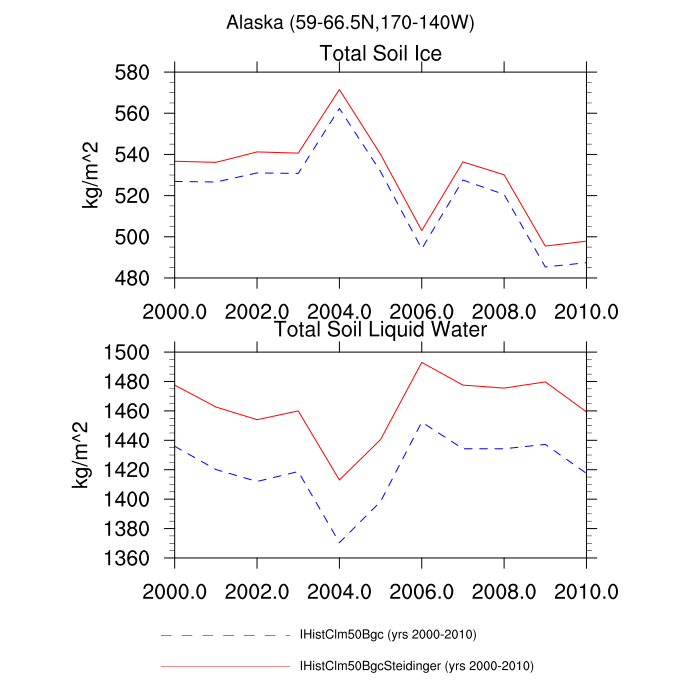 Alaska (59-66.5N,170-140W)
Total Soil Ice
580
560
540
520
500
480
kg/m^2
2000.0 2002.0 2004.0 2006.0 2008.0 2010.0
Total Soil Liquid Water
1500
1480
1460
1440
1420
1400
1380
1360
kg/m^2
2000.0 2002.0 2004.0 2006.0 2008.0 2010.0
IHistClm50Bgc (yrs 2000-2010)
IHistClm50BgcSteidinger (yrs 2000-2010)